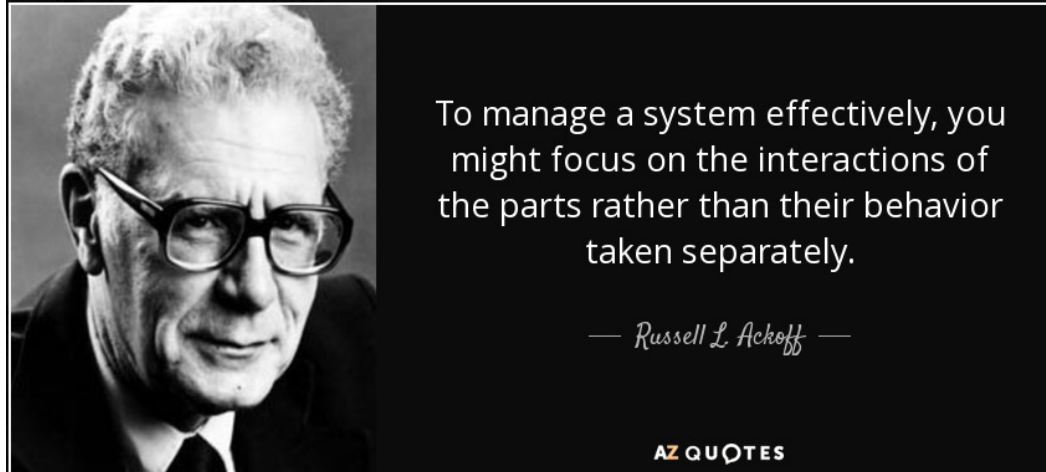 To manage a system effectively, you
might focus on the interactions of
the parts rather than their behavior
taken separately.
— Russell L. Ackoff —
AZ QUOTES